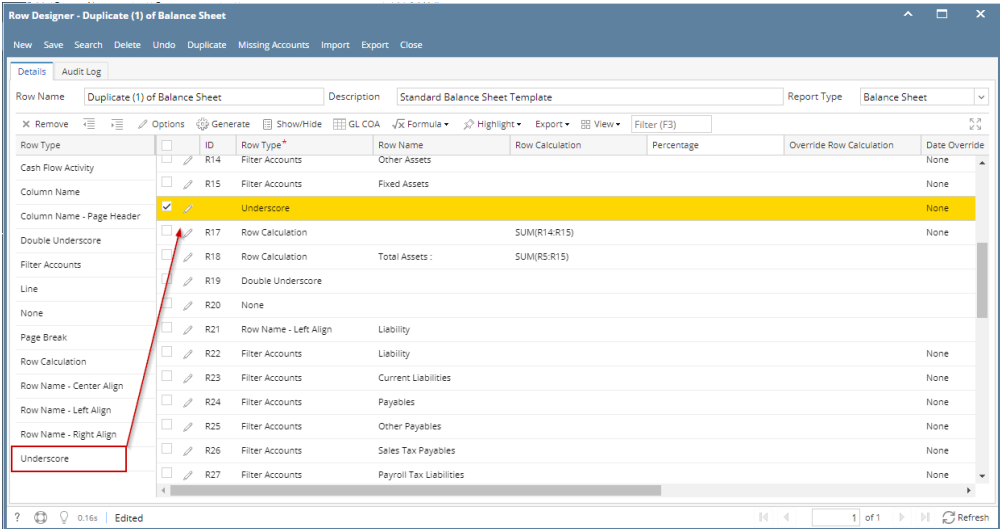 Row Designer - Duplicate (1) of Balance Sheet
New Save Search Delete Undo Duplicate Missing Accounts Import Export Close
Details Audit Log
Row Name Duplicate (1) of Balance Sheet Description Standard Balance Sheet Template Report Type Balance Sheet
Remove Options Generate Show/Hide GL COA Formula Highlight Export View Filter (F3)
Row Type ID Row Type* Row Name Row Calculation Percentage Override Row Calculation Date Override
R14 Filter Accounts Other Assets None
Cash Flow Activity
R15 Filter Accounts Fixed Assets None
Column Name
Underscore None
Column Name - Page Header
R17 Row Calculation SUM(R14:R15) None
Double Underscore
R18 Row Calculation Total Assets : SUM(R5:R15)
Filter Accounts
R19 Double Underscore
Line
R20 None
None
R21 Row Name - Left Align Liability
Page Break
R22 Filter Accounts Liability None
Row Calculation
R23 Filter Accounts Current Liabilities None
Row Name - Center Align
R24 Filter Accounts Payables None
Row Name - Left Align
R25 Filter Accounts Other Payables None
Row Name - Right Align
R26 Filter Accounts Sales Tax Payables None
Underscore
R27 Filter Accounts Payroll Tax Liabilities None
? 0.16s Edited 1 of 1 Refresh